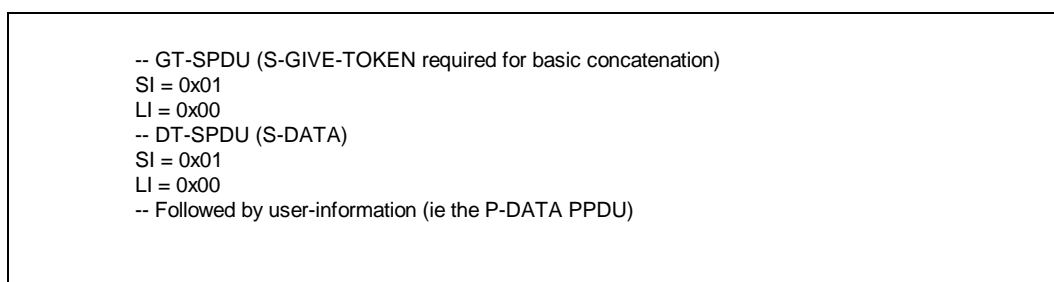 -- GT-SPDU (S-GIVE-TOKEN required for basic concatenation)
SI = 0x01
LI = 0x00
-- DT-SPDU (S-DATA)
SI = 0x01
LI = 0x00
-- Followed by user-information (ie the P-DATA PPDU)